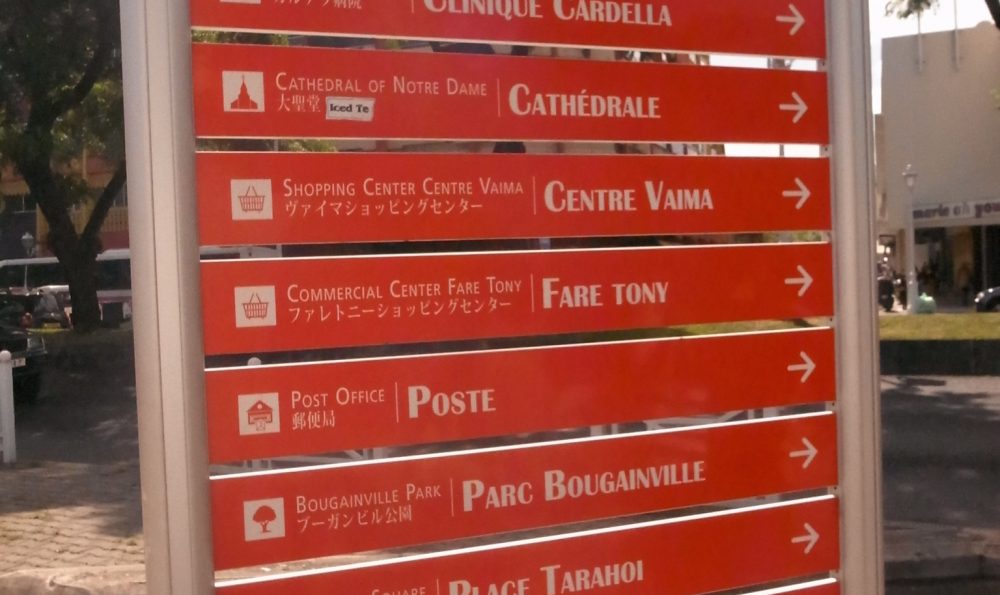 CLINIQUE CARDELLA
CATHEDRAL OF NOTRE DAME
大聖堂
Iced Te
CATHÉDRALE
SHOPPING CENTER CENTRE VAIMA
ヴァイマショッピングセンター
CENTRE VAIMA
COMMERCIAL CENTER FARE TONY
ファレトニーショッピングセンター
FARE TONY
POST OFFICE
郵便局
POSTE
BOUGAINVILLE PARK
ブーガンビル公園
PARC BOUGAINVILLE
SQUARE
PLACE TARAHOI
marie ah you